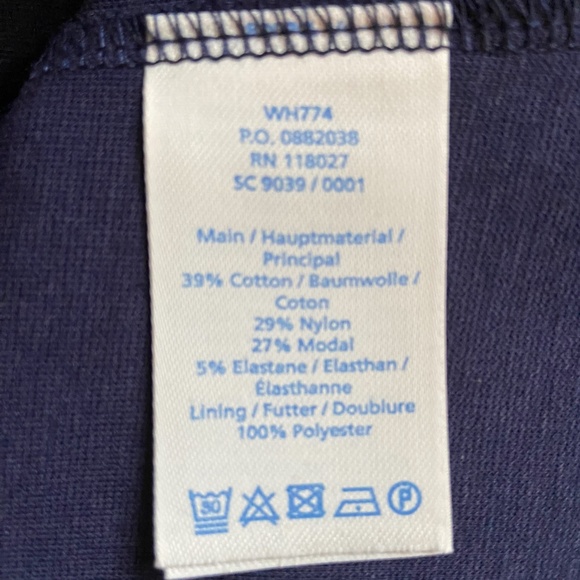 WH774
P.O. 0882038
RN 118027
SC 9039 / 0001
Main / Hauptmaterial /
Principal
39% Cotton / Baumwolle /
Coton
29% Nylon
27% Modal
5% Elastane / Elasthan /
Élasthanne
Lining / Futter / Doublure
100% Polyester
30 P